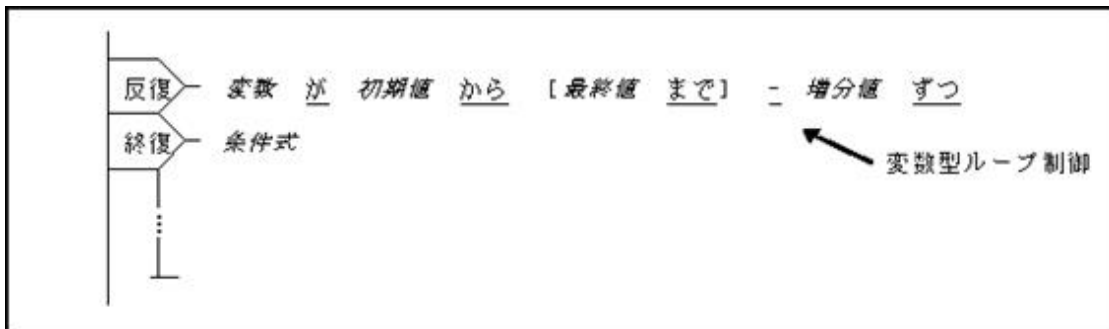 反復 変数 が 初期値 から [最終値 まで] - 増分値 ずつ
終復 条件式
変数型ループ制御